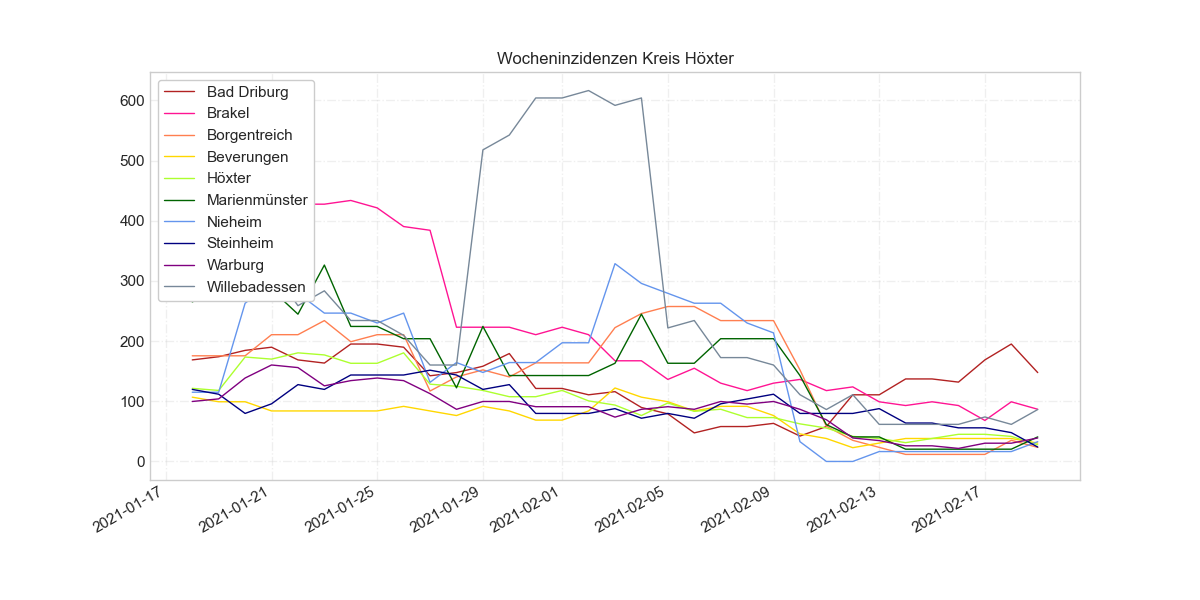 Wocheninzidenzen Kreis Höxter
Bad Driburg
Brakel
Borgentreich
Beverungen
Höxter
Marienmünster
Nieheim
Steinheim
Warburg
Willebadessen
600
500
400
300
200
100
0
2021-01-17
2021-01-21
2021-01-25
2021-01-29
2021-02-01
2021-02-05
2021-02-09
2021-02-13
2021-02-17